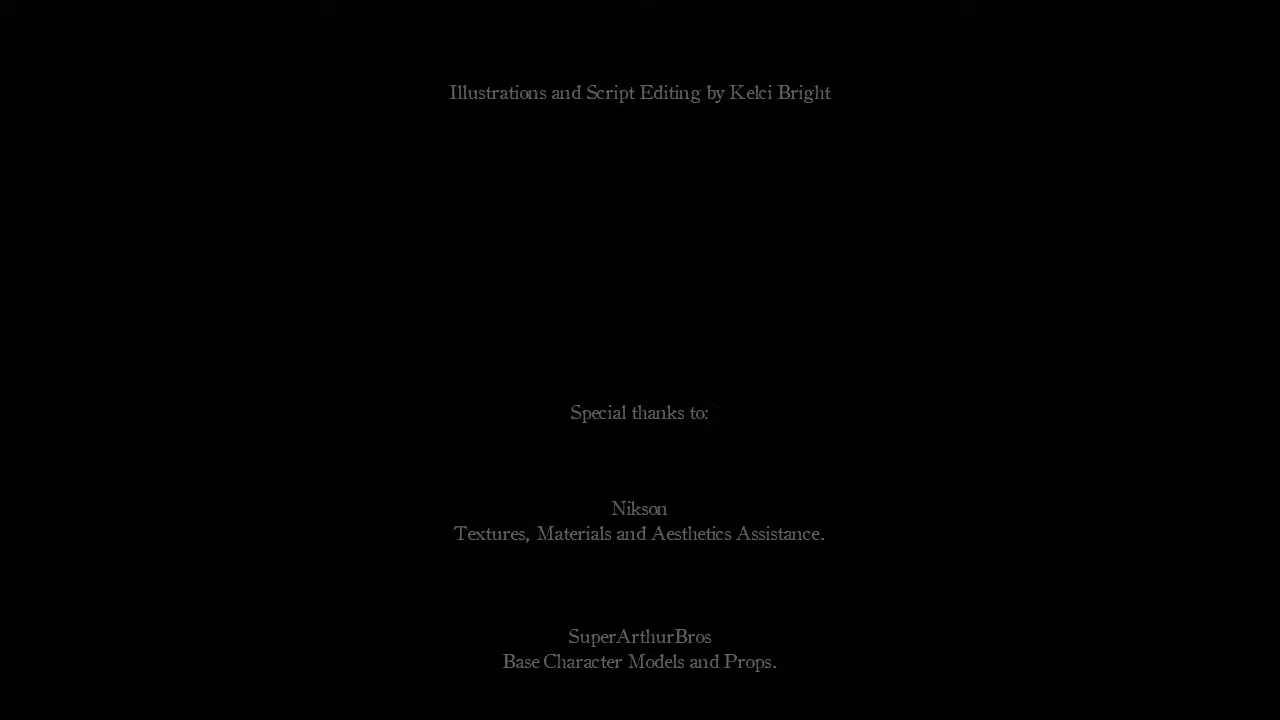 Illustrations and Script Editing by Kelci Bright
Special thanks to:
Nikson
Textures, Materials and Aesthetics Assistance.
SuperArthurBros
Base Character Models and Props.